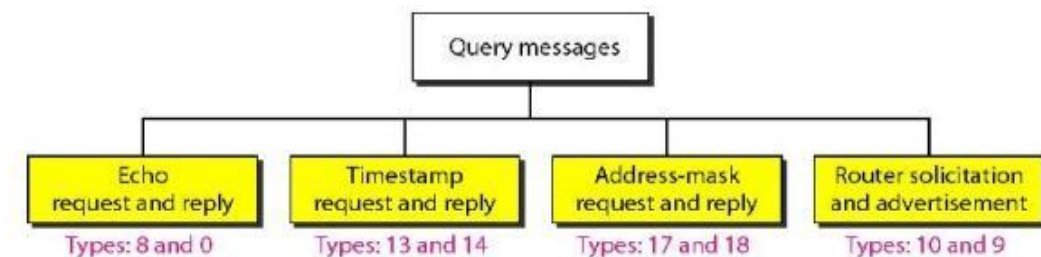 Query messages
Echo
request and reply
Timestamp
request and reply
Address-mask
request and reply
Router solicitation
and advertisement
Types: 8 and 0
Types: 13 and 14
Types: 17 and 18
Types: 10 and 9